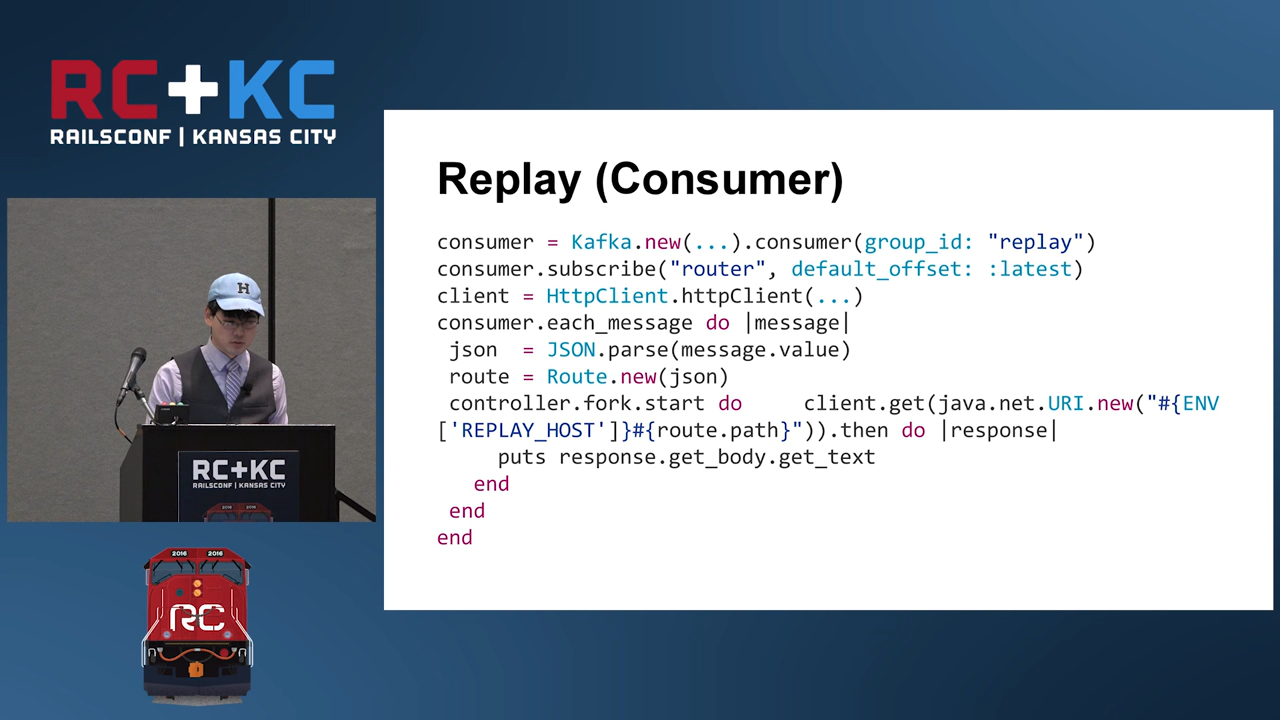 RC+KC
RAILSCONF | KANSAS CITY
Replay (Consumer)
consumer = Kafka.new(...).consumer(group_id: "replay")
consumer.subscribe("router", default_offset: :latest)
client = HttpClient.httpClient(...)
consumer.each_message do |message|
 json  = JSON.parse(message.value)
 route = Route.new(json)
 controller.fork.start do     client.get(java.net.URI.new("#{ENV
['REPLAY_HOST']}#{route.path}")).then do |response|
     puts response.get_body.get_text
   end
 end
end
H
RC+KC
RAILSCONF | KANSAS CITY
2016 2016
2016 2016
RC